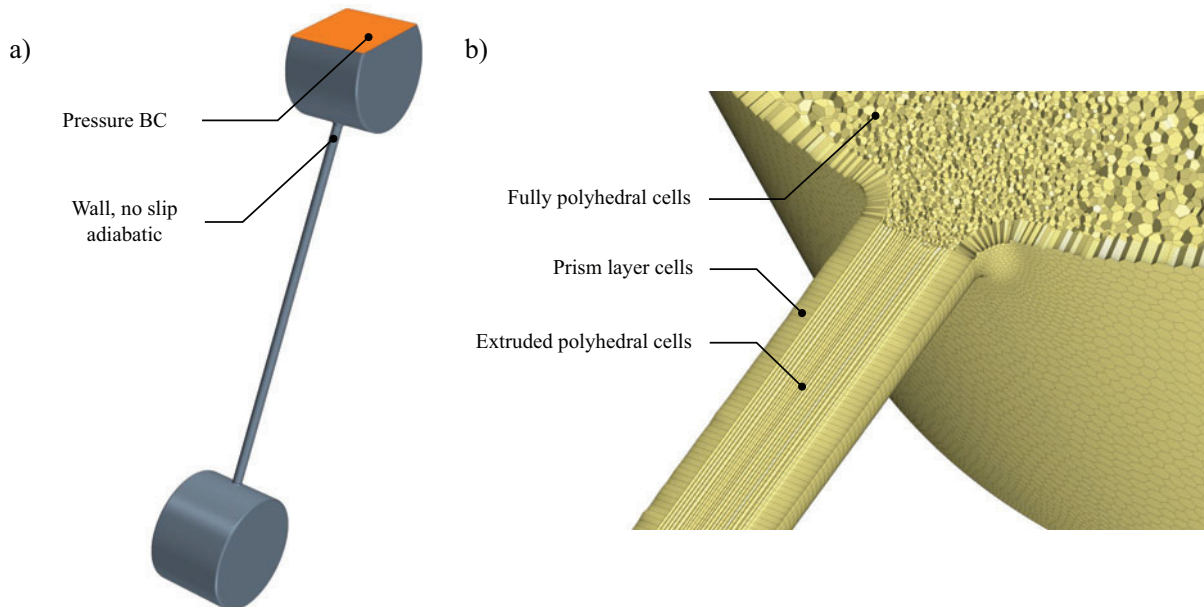 a)
Pressure BC
Wall, no slip
adiabatic
b)
Fully polyhedral cells
Prism layer cells
Extruded polyhedral cells